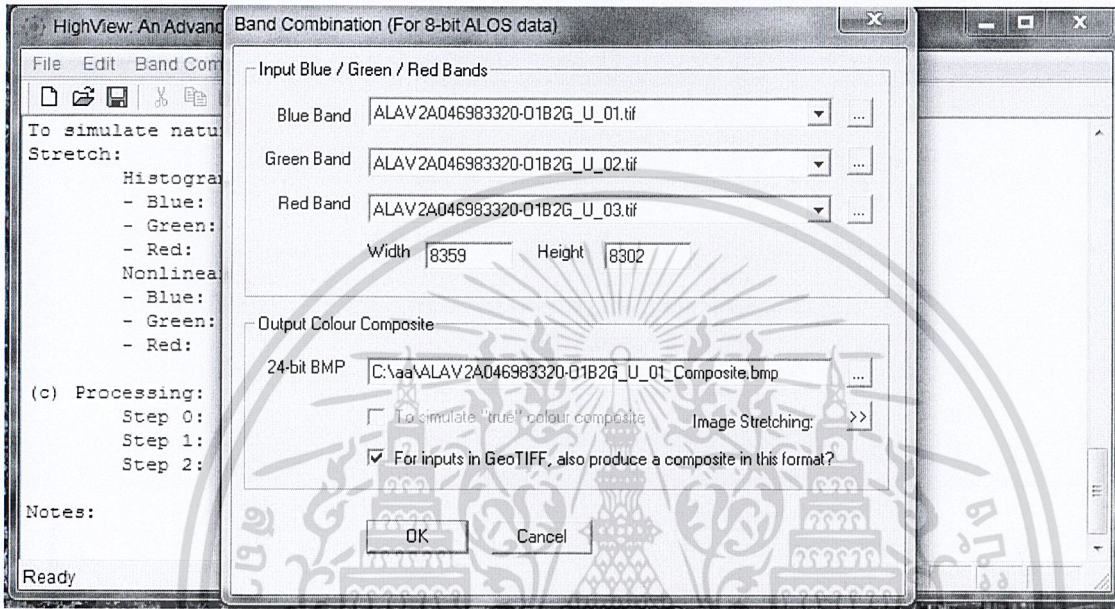 HighView: An Advanc
File Edit Band Com
To simulate natu
Stretch:
Histogra
- Blue:
- Green:
- Red:
Nonlinea
- Blue:
- Green:
- Red:
(c) Processing:
Step 0:
Step 1:
Step 2:
Notes:
Ready
Band Combination (For 8-bit ALOS data)
Input Blue / Green / Red Bands
Blue Band ALAV2A046983320-O1B2G_U_01.tif ...
Green Band ALAV2A046983320-O1B2G_U_02.tif ...
Red Band ALAV2A046983320-O1B2G_U_03.tif ...
Width 8359 Height 8302
Output Colour Composite
24-bit BMP C:\aa\ALAV2A046983320-O1B2G_U_01_Composite.bmp ...
To simulate "true" colour composite Image Stretching: >>
For inputs in GeoTIFF, also produce a composite in this format?
OK Cancel